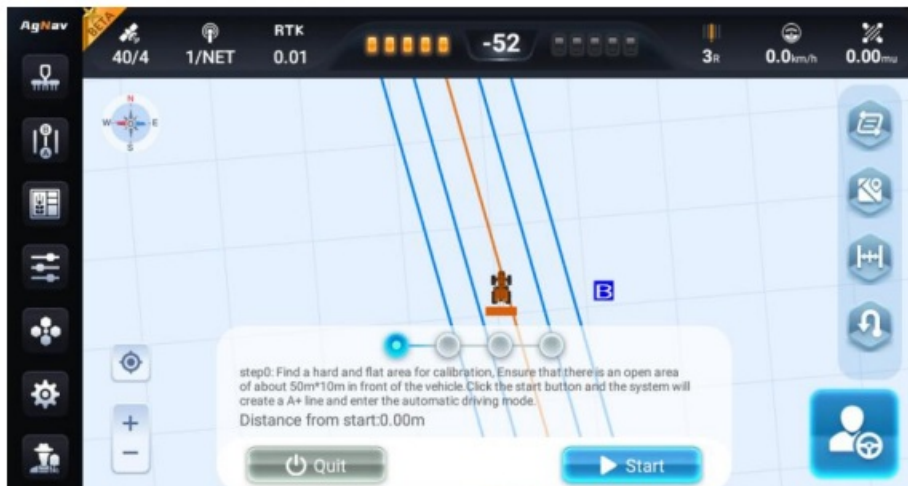 AgNav
BETA
40/4
1/NET
RTK
0.01
-52
3R
0.0km/h
0.00mu
N
W
E
S
B
A
B
step0: Find a hard and flat area for calibration, Ensure that there is an open area
of about 50m*10m in front of the vehicle.Click the start button and the system will
create a A+ line and enter the automatic driving mode.
Distance from start:0.00m
+
−
Quit
Start